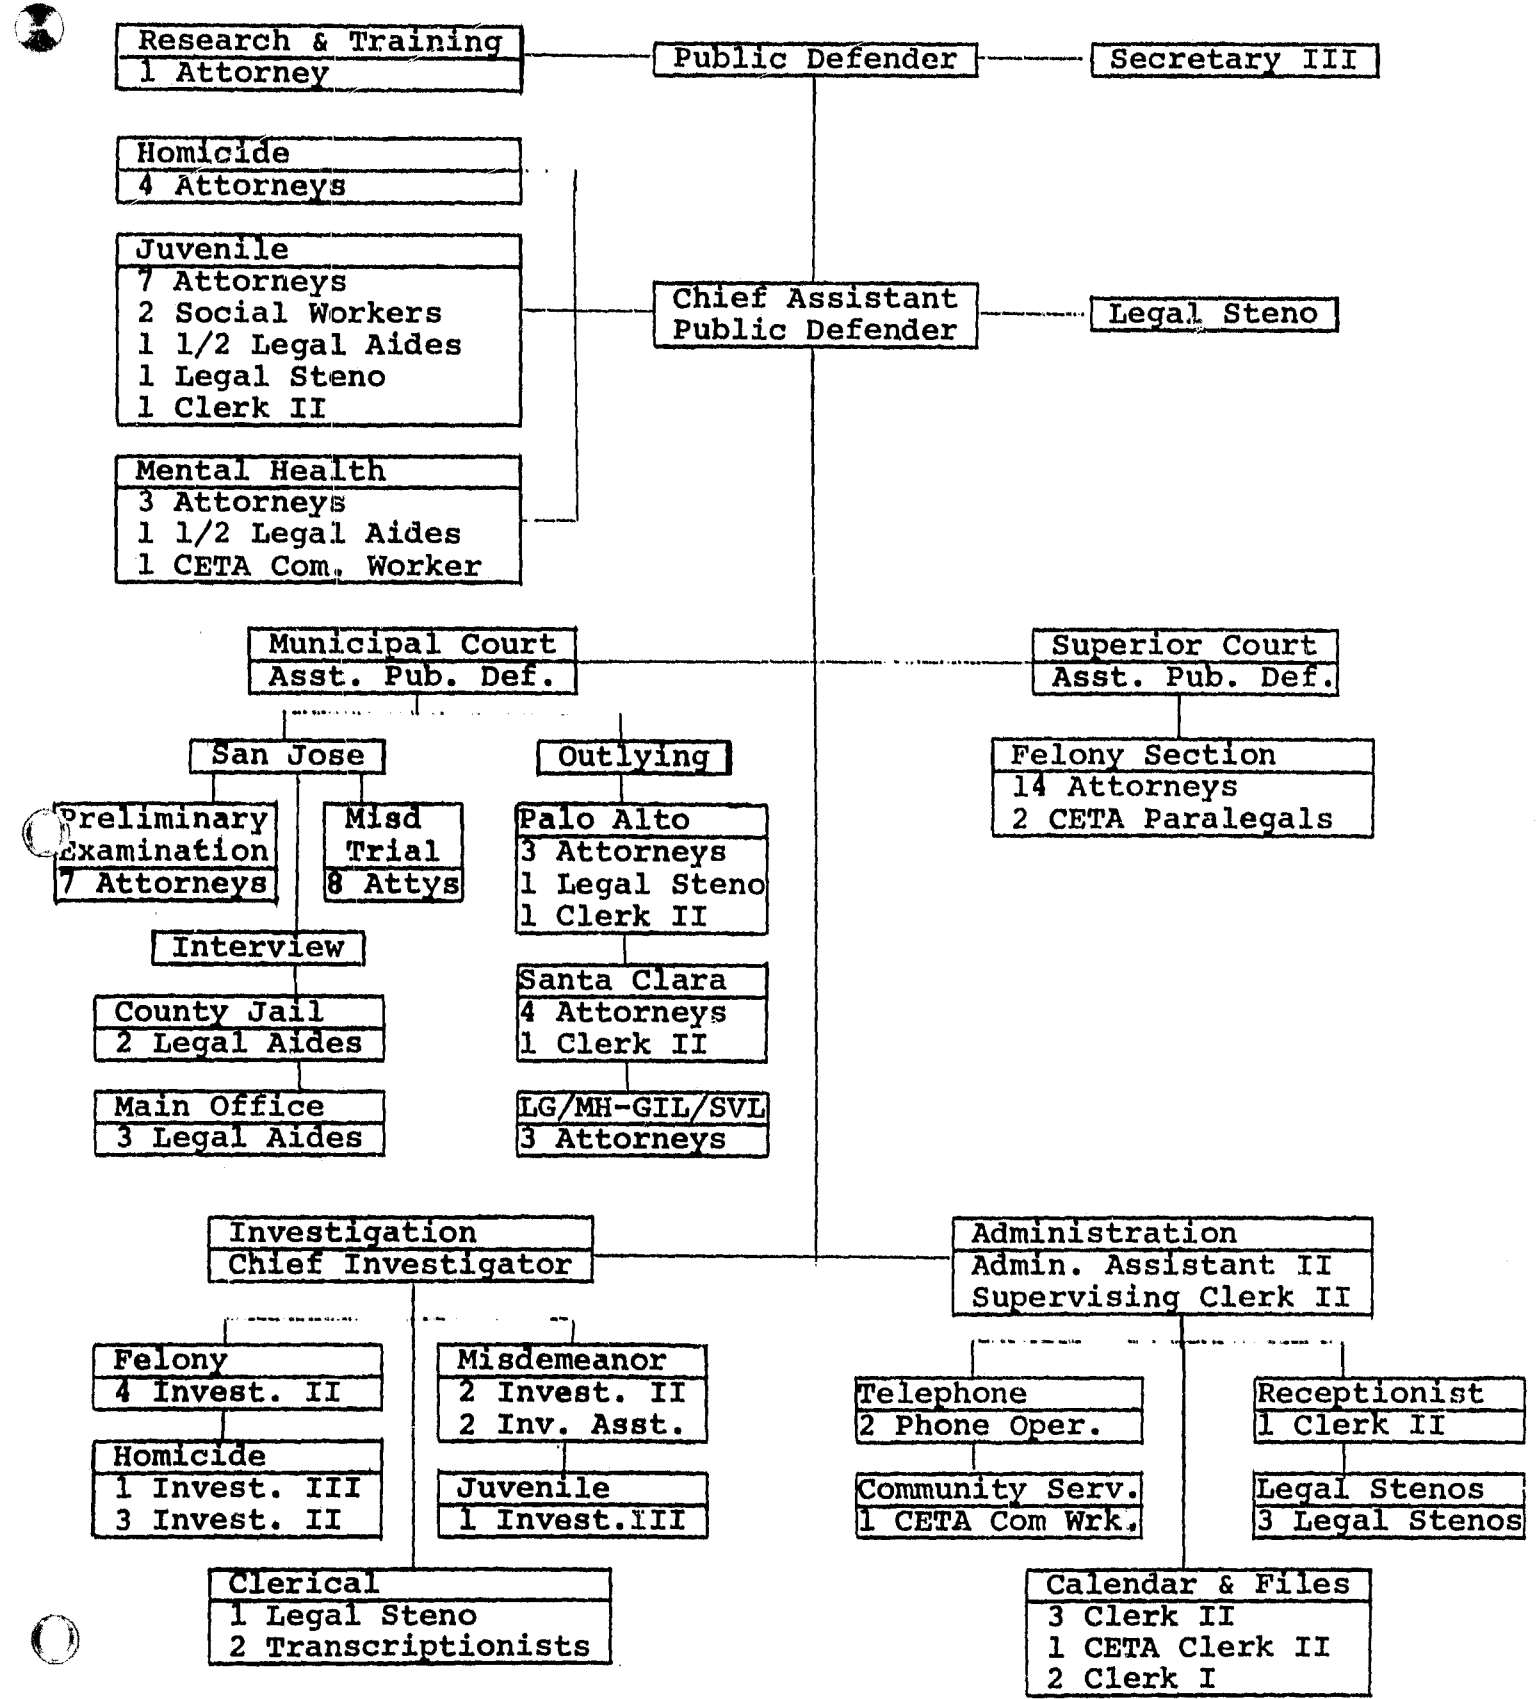 Research & Training
1 Attorney
Public Defender
Secretary III
Homicide
4 Attorneys
Juvenile
7 Attorneys
2 Social Workers
1 1/2 Legal Aides
1 Legal Steno
1 Clerk II
Chief Assistant
Public Defender
Legal Steno
Mental Health
3 Attorneys
1 1/2 Legal Aides
1 CETA Com. Worker
Municipal Court
Asst. Pub. Def.
Superior Court
Asst. Pub. Def.
San Jose
Outlying
Felony Section
14 Attorneys
2 CETA Paralegals
Preliminary
Examination
7 Attorneys
Misd
Trial
8 Attys
Palo Alto
3 Attorneys
1 Legal Steno
1 Clerk II
Interview
County Jail
2 Legal Aides
Main Office
3 Legal Aides
Santa Clara
4 Attorneys
1 Clerk II
LG/MH-GIL/SVL
3 Attorneys
Investigation
Chief Investigator
Administration
Admin. Assistant II
Supervising Clerk II
Felony
4 Invest. II
Homicide
1 Invest. III
3 Invest. II
Misdemeanor
2 Invest. II
2 Inv. Asst.
Juvenile
1 Invest.III
Clerical
1 Legal Steno
2 Transcriptionists
Telephone
2 Phone Oper.
Community Serv.
1 CETA Com Wrk.
Receptionist
1 Clerk II
Legal Stenos
3 Legal Stenos
Calendar & Files
3 Clerk II
1 CETA Clerk II
2 Clerk I